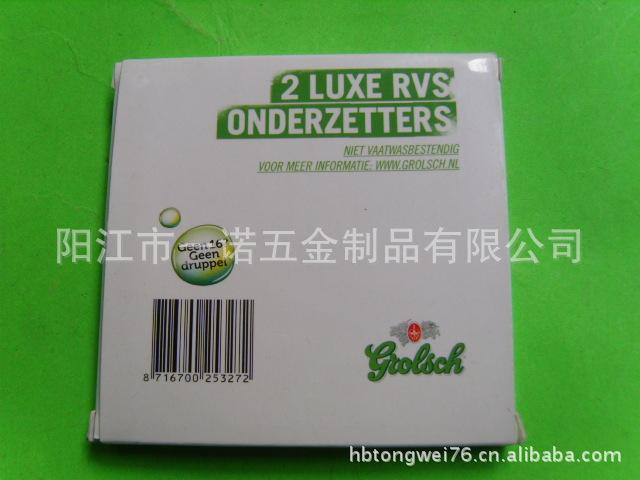 2 LUXE RVS
ONDERZETTERS
NIET VAATWASBESTENDIG
VOOR MEER INFORMATIE: WWW.GROLSCH.NL
阳江市 诺五金制品有限公司
Geen 16?
Geen
druppel
8 716700 253272
Grolsch
hbtongwei76.cn.alibaba.com